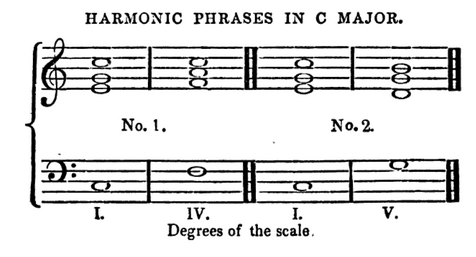 HARMONIC PHRASES IN C MAJOR.
No. 1. No. 2.
I. IV. I. V.
Degrees of the scale.